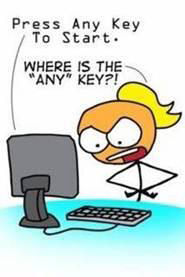 Press Any Key
To Start.
WHERE IS THE
"ANY" KEY?!